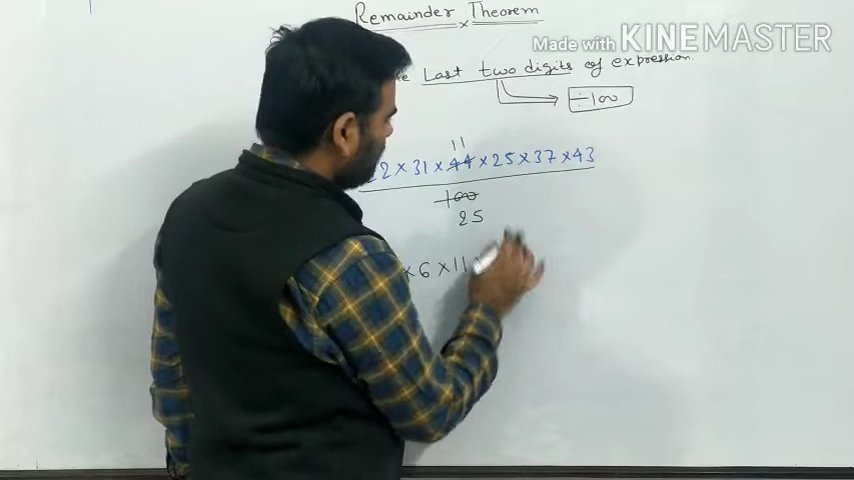 Remainder Theorem
×
Made with KINEMASTER
Last two digits of expression.
÷100
11
2 × 31 × 44 × 25 × 37 × 43
100
25
× 6 × 11 ×